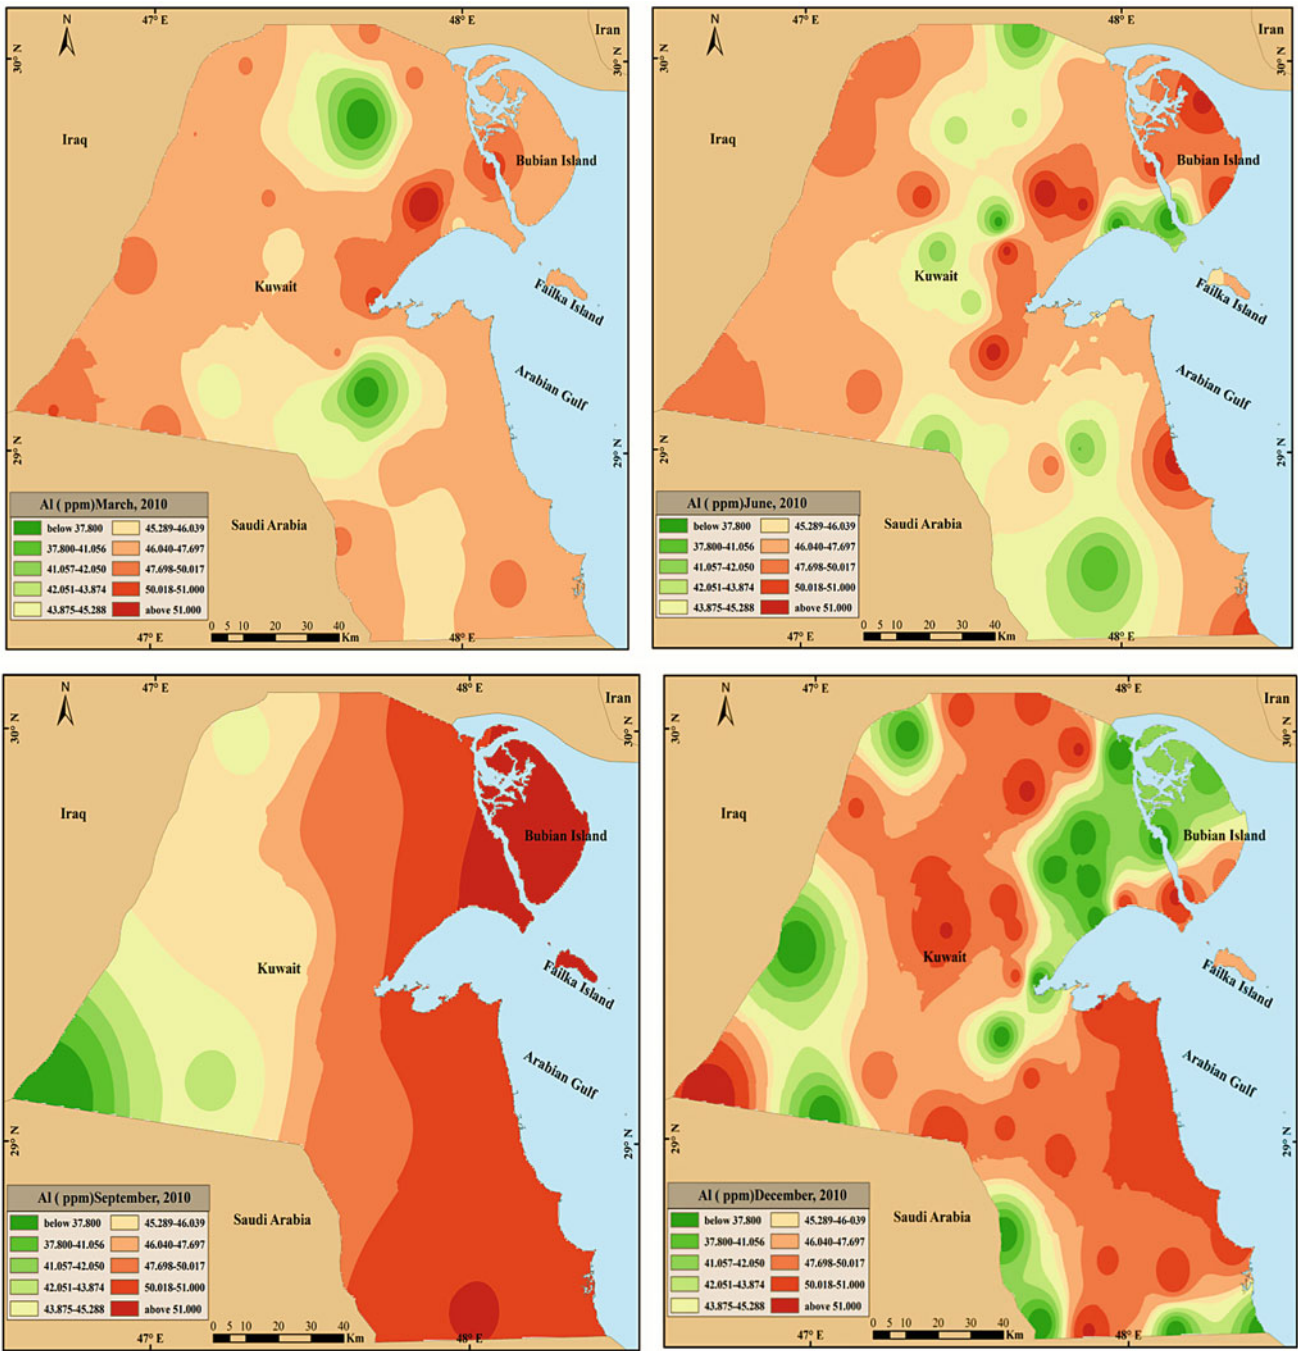 N
47° E
48° E
Iran
30° N
30° N
Iraq
Bubian Island
Kuwait
Failka Island
Arabian Gulf
29° N
29° N
Al ( ppm)March, 2010
below 37.800
45.289-46.039
37.800-41.056
46.040-47.697
41.057-42.050
47.698-50.017
42.051-43.874
50.018-51.000
43.875-45.288
above 51.000
Saudi Arabia
0 5 10 20 30 40
Km
47° E
48° E
N
47° E
48° E
Iran
30° N
30° N
Iraq
Bubian Island
Kuwait
Failka Island
Arabian Gulf
29° N
29° N
Al ( ppm)June, 2010
below 37.800
45.289-46.039
37.800-41.056
46.040-47.697
41.057-42.050
47.698-50.017
42.051-43.874
50.018-51.000
43.875-45.288
above 51.000
Saudi Arabia
0 5 10 20 30 40
Km
47° E
48° E
N
47° E
48° E
Iran
30° N
30° N
Iraq
Bubian Island
Kuwait
Failka Island
Arabian Gulf
29° N
29° N
Al ( ppm)September, 2010
below 37.800
45.289-46.039
37.800-41.056
46.040-47.697
41.057-42.050
47.698-50.017
42.051-43.874
50.018-51.000
43.875-45.288
above 51.000
Saudi Arabia
0 5 10 20 30 40
Km
47° E
48° E
N
47° E
48° E
Iran
30° N
30° N
Iraq
Bubian Island
Kuwait
Failka Island
Arabian Gulf
29° N
29° N
Al ( ppm)December, 2010
below 37.800
45.289-46.039
37.800-41.056
46.040-47.697
41.057-42.050
47.698-50.017
42.051-43.874
50.018-51.000
43.875-45.288
above 51.000
Saudi Arabia
0 5 10 20 30 40
Km
47° E
48° E